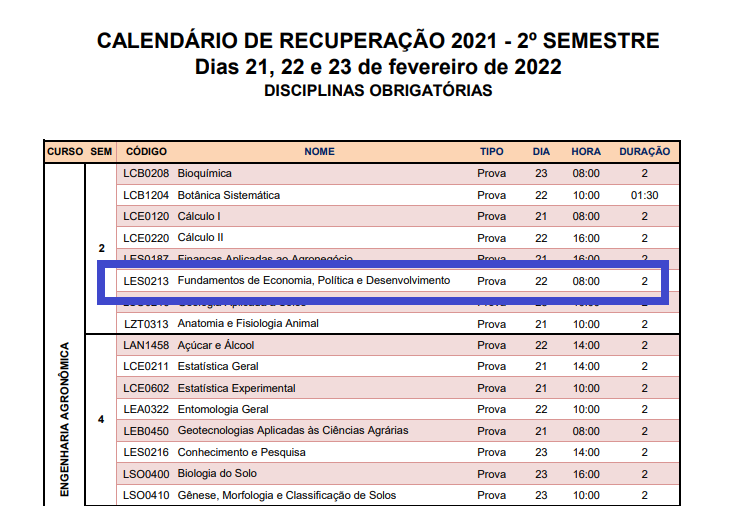 CALENDÁRIO DE RECUPERAÇÃO 2021 - 2º SEMESTRE
Dias 21, 22 e 23 de fevereiro de 2022
DISCIPLINAS OBRIGATÓRIAS
CURSO SEM CÓDIGO NOME TIPO DIA HORA DURAÇÃO
ENGENHARIA AGRONÔMICA
2
LCB0208 Bioquímica Prova 23 08:00 2
LCB1204 Botânica Sistemática Prova 22 10:00 01:30
LCE0120 Cálculo I Prova 21 08:00 2
LCE0220 Cálculo II Prova 22 16:00 2
LES0187 Finanças Aplicadas ao Agronegócio Prova 21 16:00 2
LES0213 Fundamentos de Economia, Política e Desenvolvimento Prova 22 08:00 2
LZT0313 Anatomia e Fisiologia Animal Prova 21 10:00 2
4
LAN1458 Açúcar e Álcool Prova 22 14:00 2
LCE0211 Estatística Geral Prova 21 14:00 2
LCE0602 Estatística Experimental Prova 21 10:00 2
LEA0322 Entomologia Geral Prova 22 10:00 2
LEB0450 Geotecnologias Aplicadas às Ciências Agrárias Prova 21 08:00 2
LES0216 Conhecimento e Pesquisa Prova 23 14:00 2
LSO0400 Biologia do Solo Prova 23 16:00 2
LSO0410 Gênese, Morfologia e Classificação de Solos Prova 23 10:00 2